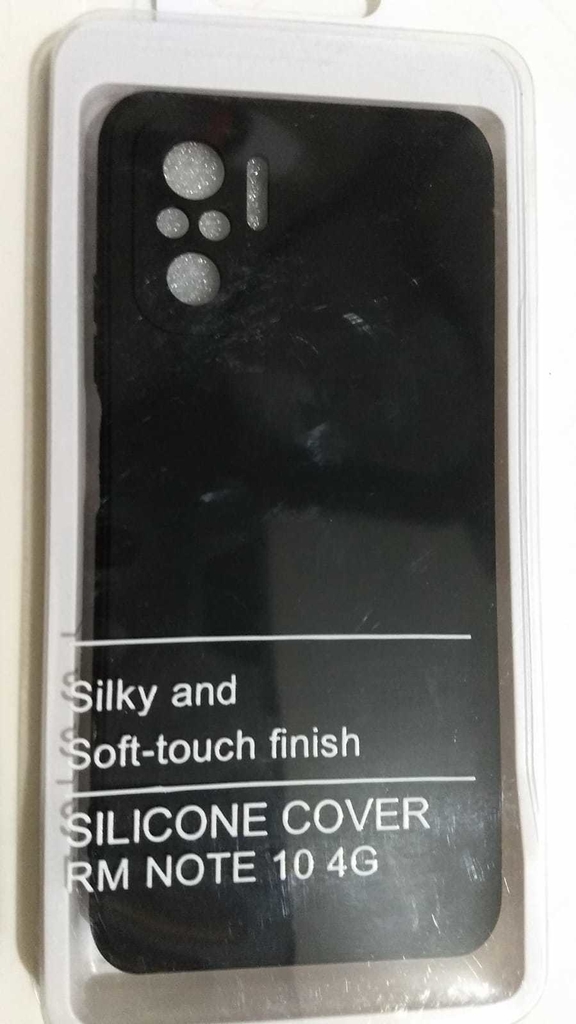 Silky and
Soft-touch finish
SILICONE COVER
RM NOTE 10 4G